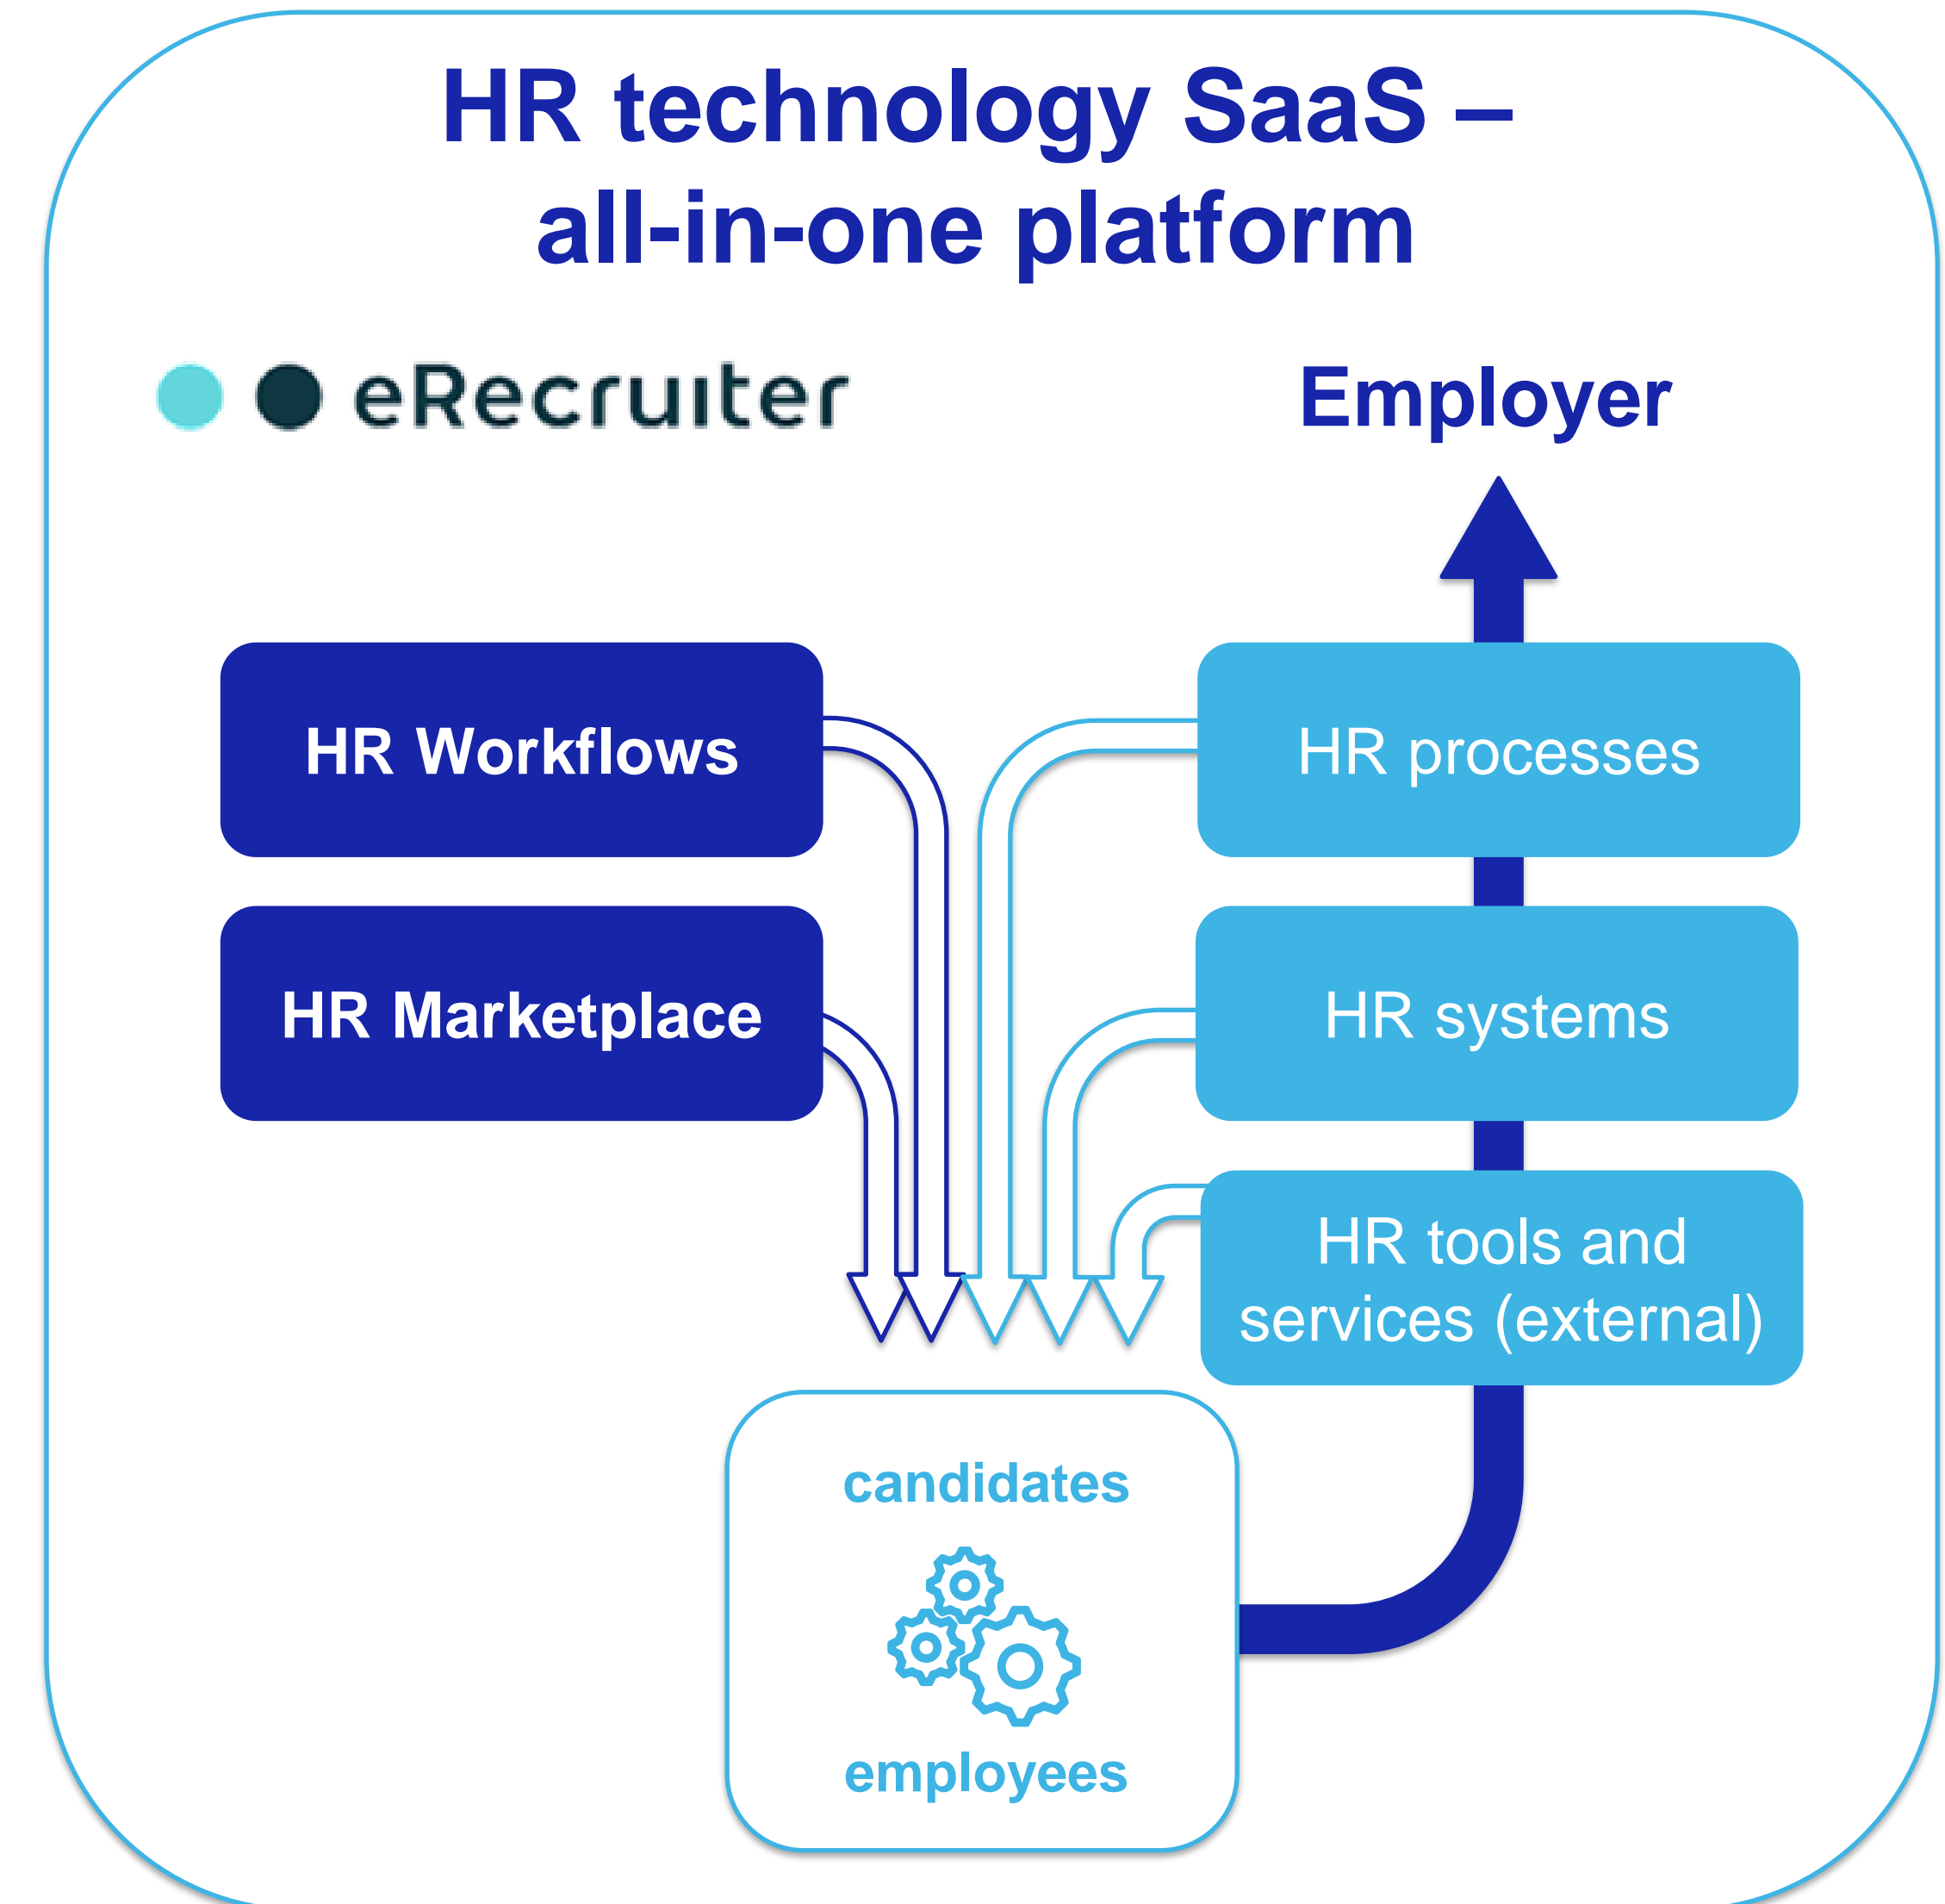 HR technology SaaS –
all-in-one platform
eRecruiter
Employer
HR Workflows
HR processes
HR Marketplace
HR systems
HR tools and
services (external)
candidates
employees